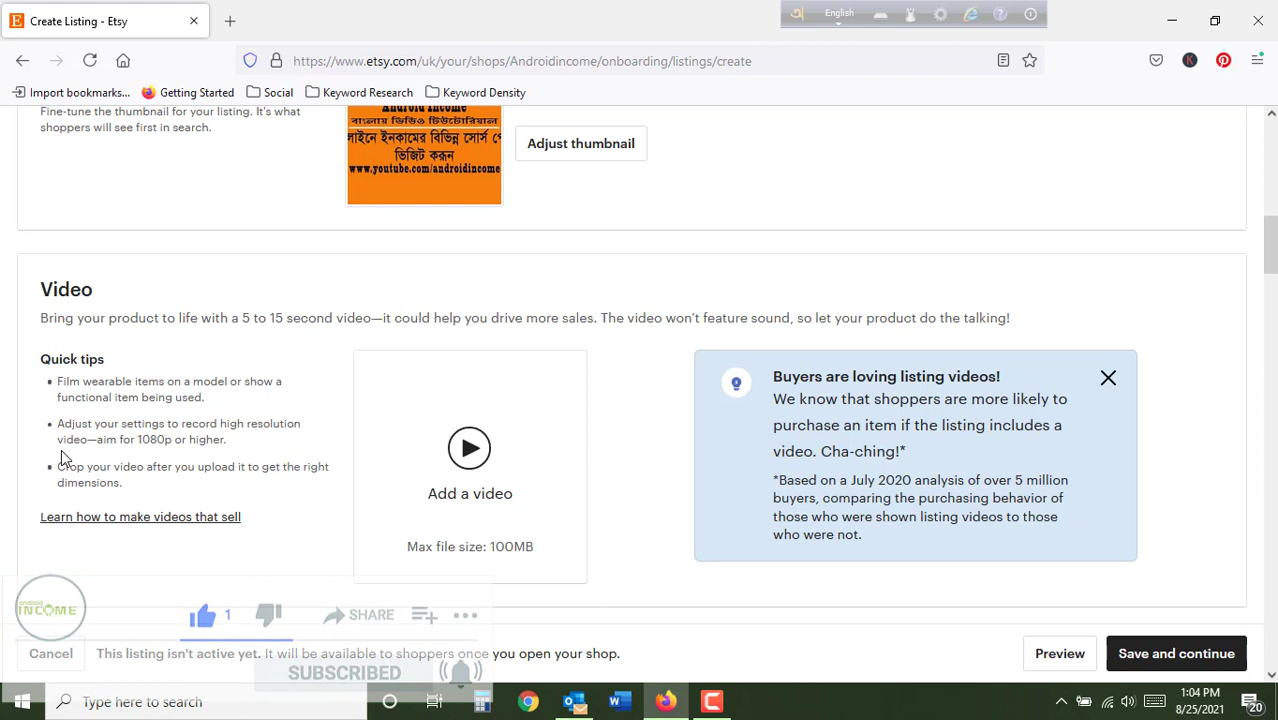 Create Listing - Etsy
English
https://www.etsy.com/uk/your/shops/Androidincome/onboarding/listings/create
Import bookmarks...
Getting Started
Social
Keyword Research
Keyword Density
Fine-tune the thumbnail for your listing. It's what
shoppers will see first in search.
Android Income
বাংলায় ভিডিও টিউটোরিয়াল
লাইনে ইনকামের বিভিন্ন সোর্স পে
ভিজিট করুন
www.youtube.com/androidincome
Adjust thumbnail
Video
Bring your product to life with a 5 to 15 second video—it could help you drive more sales. The video won't feature sound, so let your product do the talking!
Quick tips
• Film wearable items on a model or show a
functional item being used.
• Adjust your settings to record high resolution
video—aim for 1080p or higher.
• Crop your video after you upload it to get the right
dimensions.
Learn how to make videos that sell
Add a video
Max file size: 100MB
Buyers are loving listing videos!
We know that shoppers are more likely to
purchase an item if the listing includes a
video. Cha-ching!*
*Based on a July 2020 analysis of over 5 million
buyers, comparing the purchasing behavior of
those who were shown listing videos to those
who were not.
android
INCOME
1
SHARE
Cancel
This listing isn't active yet. It will be available to shoppers once you open your shop.
SUBSCRIBED
Preview
Save and continue
Type here to search
1:04 PM
8/25/2021
20